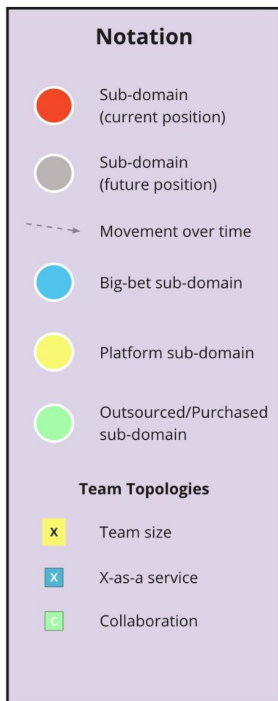 Notation
Sub-domain
(current position)
Sub-domain
(future position)
Movement over time
Big-bet sub-domain
Platform sub-domain
Outsourced/Purchased
sub-domain
Team Topologies
X Team size
X X-as-a service
C Collaboration